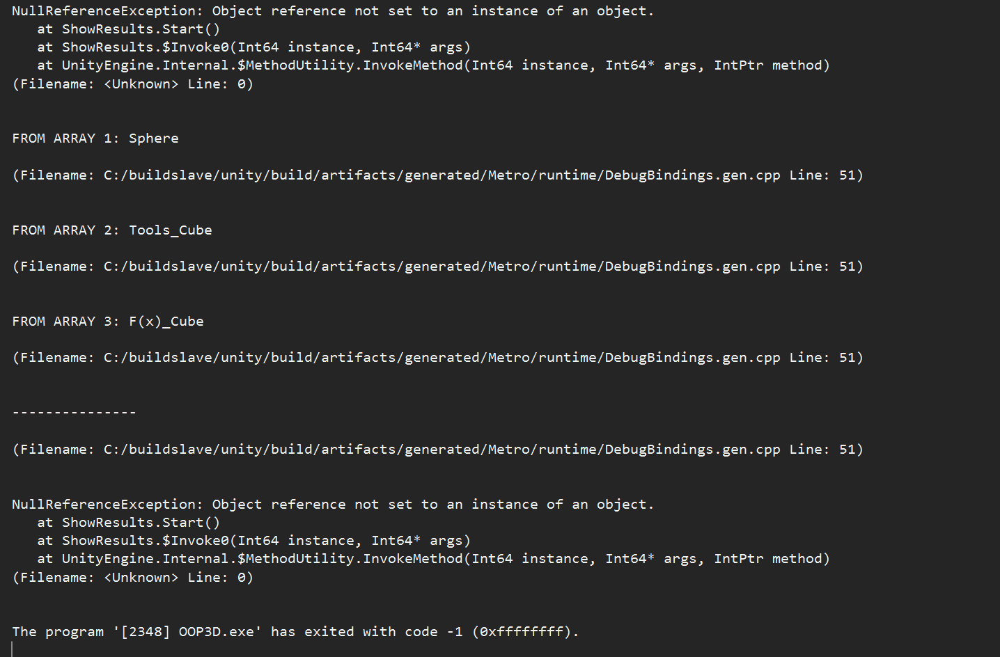 NullReferenceException: Object reference not set to an instance of an object.
   at ShowResults.Start()
   at ShowResults.$Invoke0(Int64 instance, Int64* args)
   at UnityEngine.Internal.$MethodUtility.InvokeMethod(Int64 instance, Int64* args, IntPtr method)
(Filename: <Unknown> Line: 0)
FROM ARRAY 1: Sphere
(Filename: C:/buildslave/unity/build/artifacts/generated/Metro/runtime/DebugBindings.gen.cpp Line: 51)
FROM ARRAY 2: Tools_Cube
(Filename: C:/buildslave/unity/build/artifacts/generated/Metro/runtime/DebugBindings.gen.cpp Line: 51)
FROM ARRAY 3: F(x)_Cube
(Filename: C:/buildslave/unity/build/artifacts/generated/Metro/runtime/DebugBindings.gen.cpp Line: 51)
---------------
(Filename: C:/buildslave/unity/build/artifacts/generated/Metro/runtime/DebugBindings.gen.cpp Line: 51)
NullReferenceException: Object reference not set to an instance of an object.
   at ShowResults.Start()
   at ShowResults.$Invoke0(Int64 instance, Int64* args)
   at UnityEngine.Internal.$MethodUtility.InvokeMethod(Int64 instance, Int64* args, IntPtr method)
(Filename: <Unknown> Line: 0)
The program '[2348] OOP3D.exe' has exited with code -1 (0xffffffff).